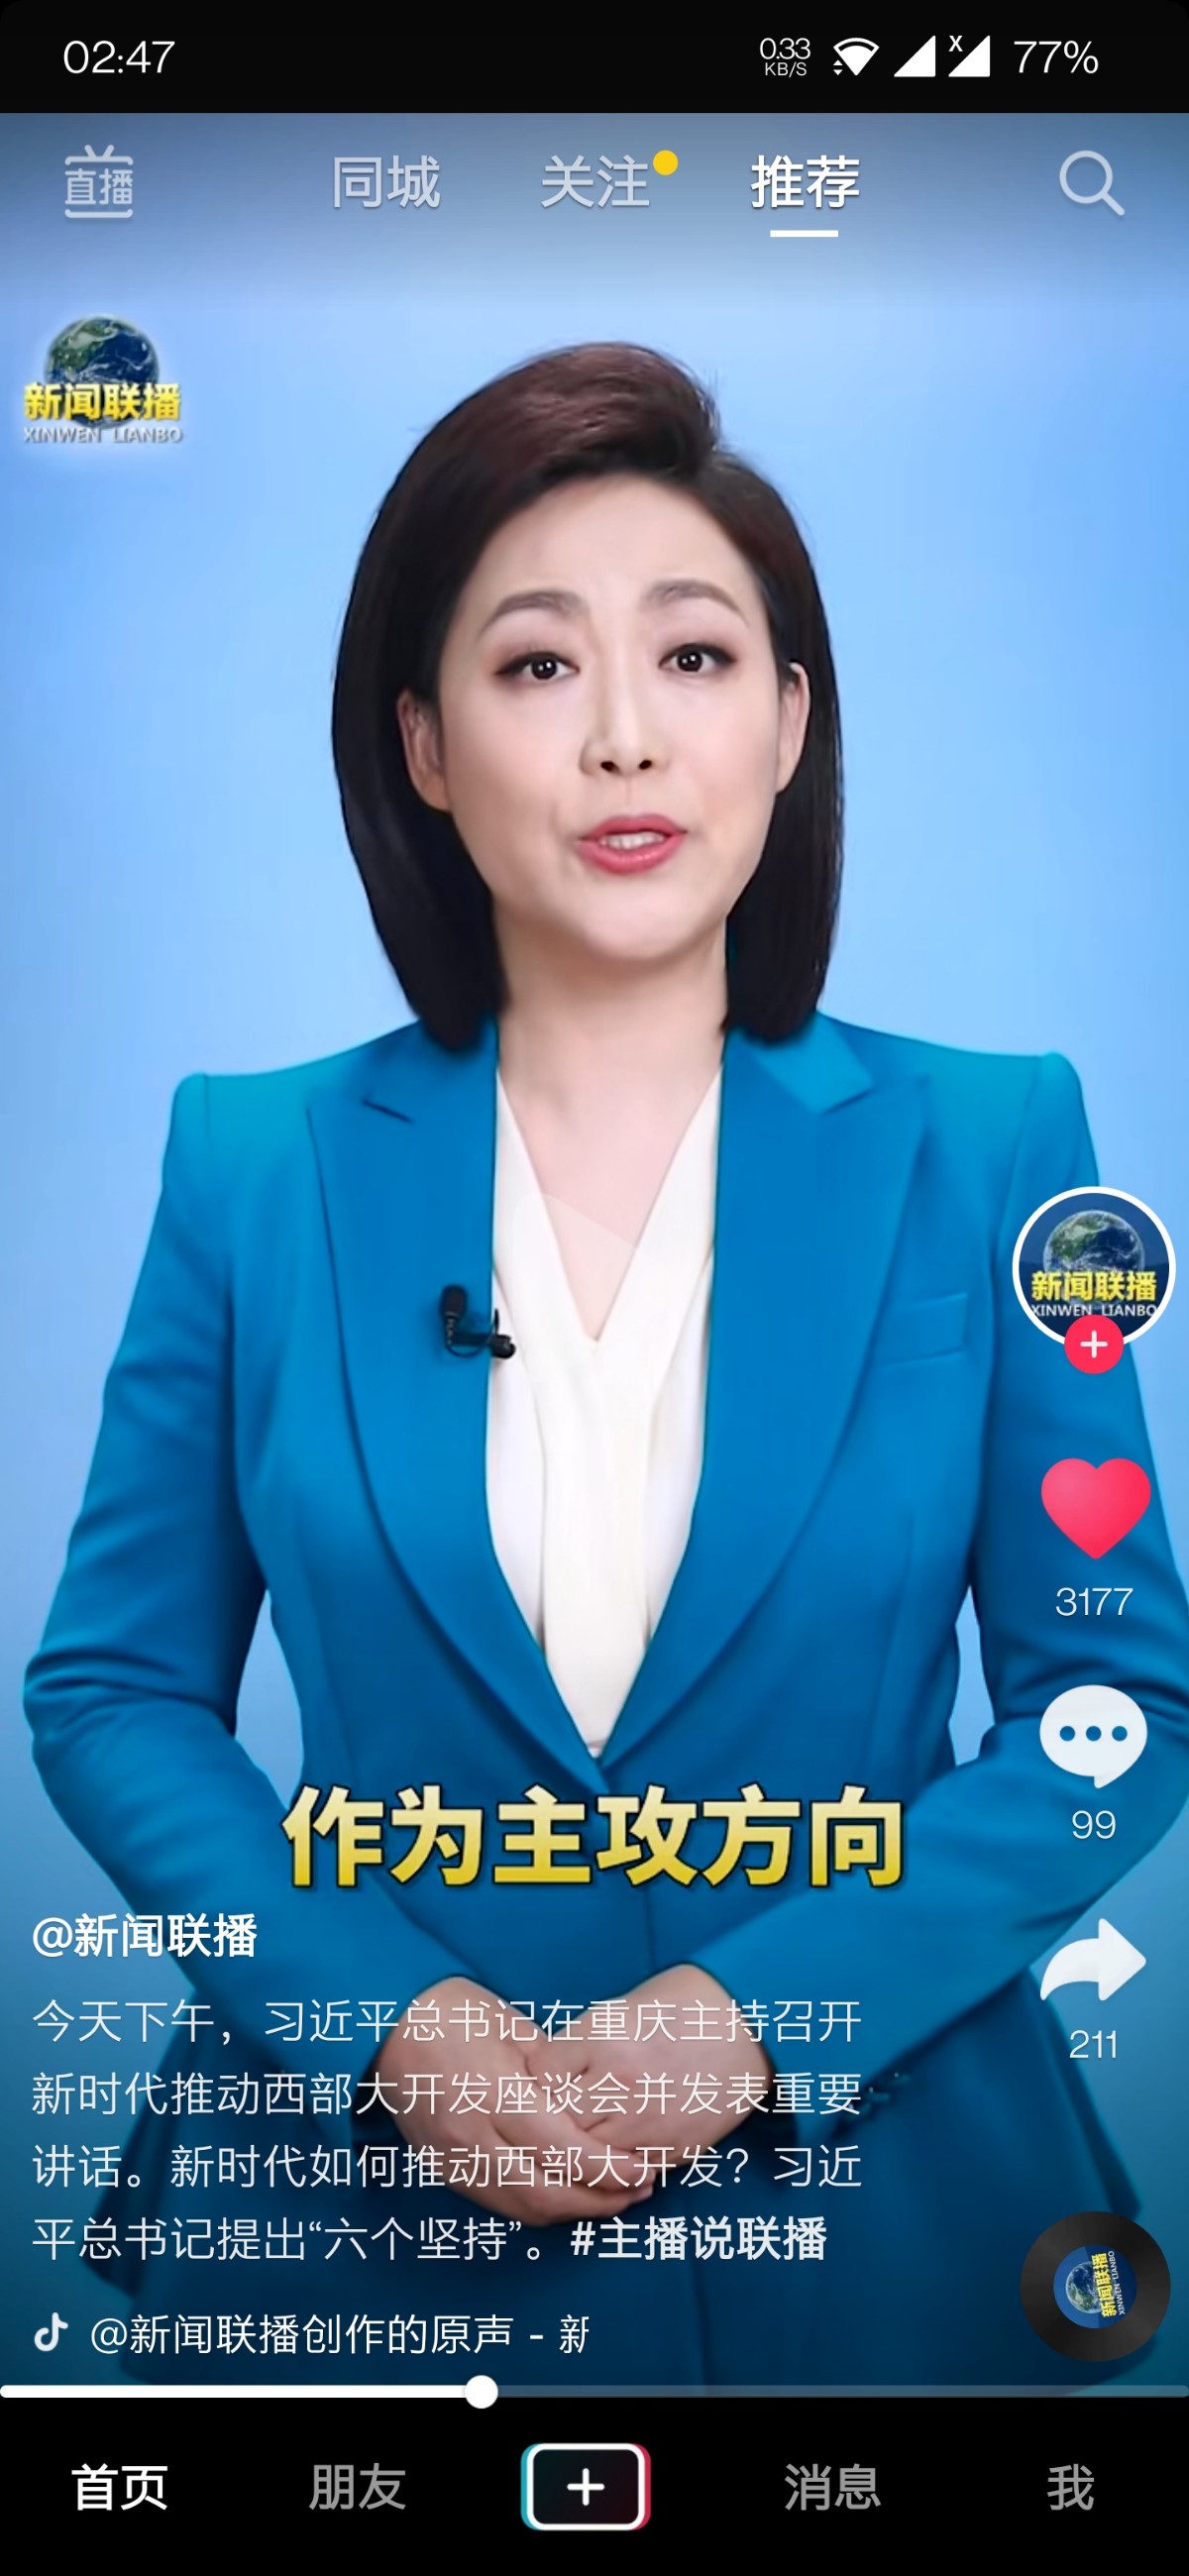 02:47
0.33
KB/S
X
77%
直播
同城
关注
推荐
新闻联播
XINWEN LIANBO
新闻联播
XINWEN LIANBO
3177
99
211
作为主攻方向
@新闻联播
今天下午，习近平总书记在重庆主持召开
新时代推动西部大开发座谈会并发表重要
讲话。新时代如何推动西部大开发？习近
平总书记提出“六个坚持”。#主播说联播
新闻联播
XINWEN LIANBO
@新闻联播创作的原声 - 新
首页
朋友
消息
我